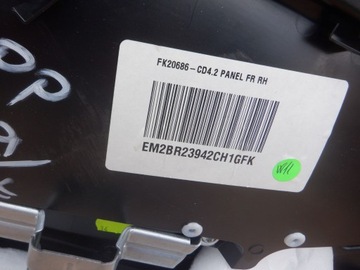 FK20686-CD4.2 PANEL FR RH
EM2BR23942CH1GFK